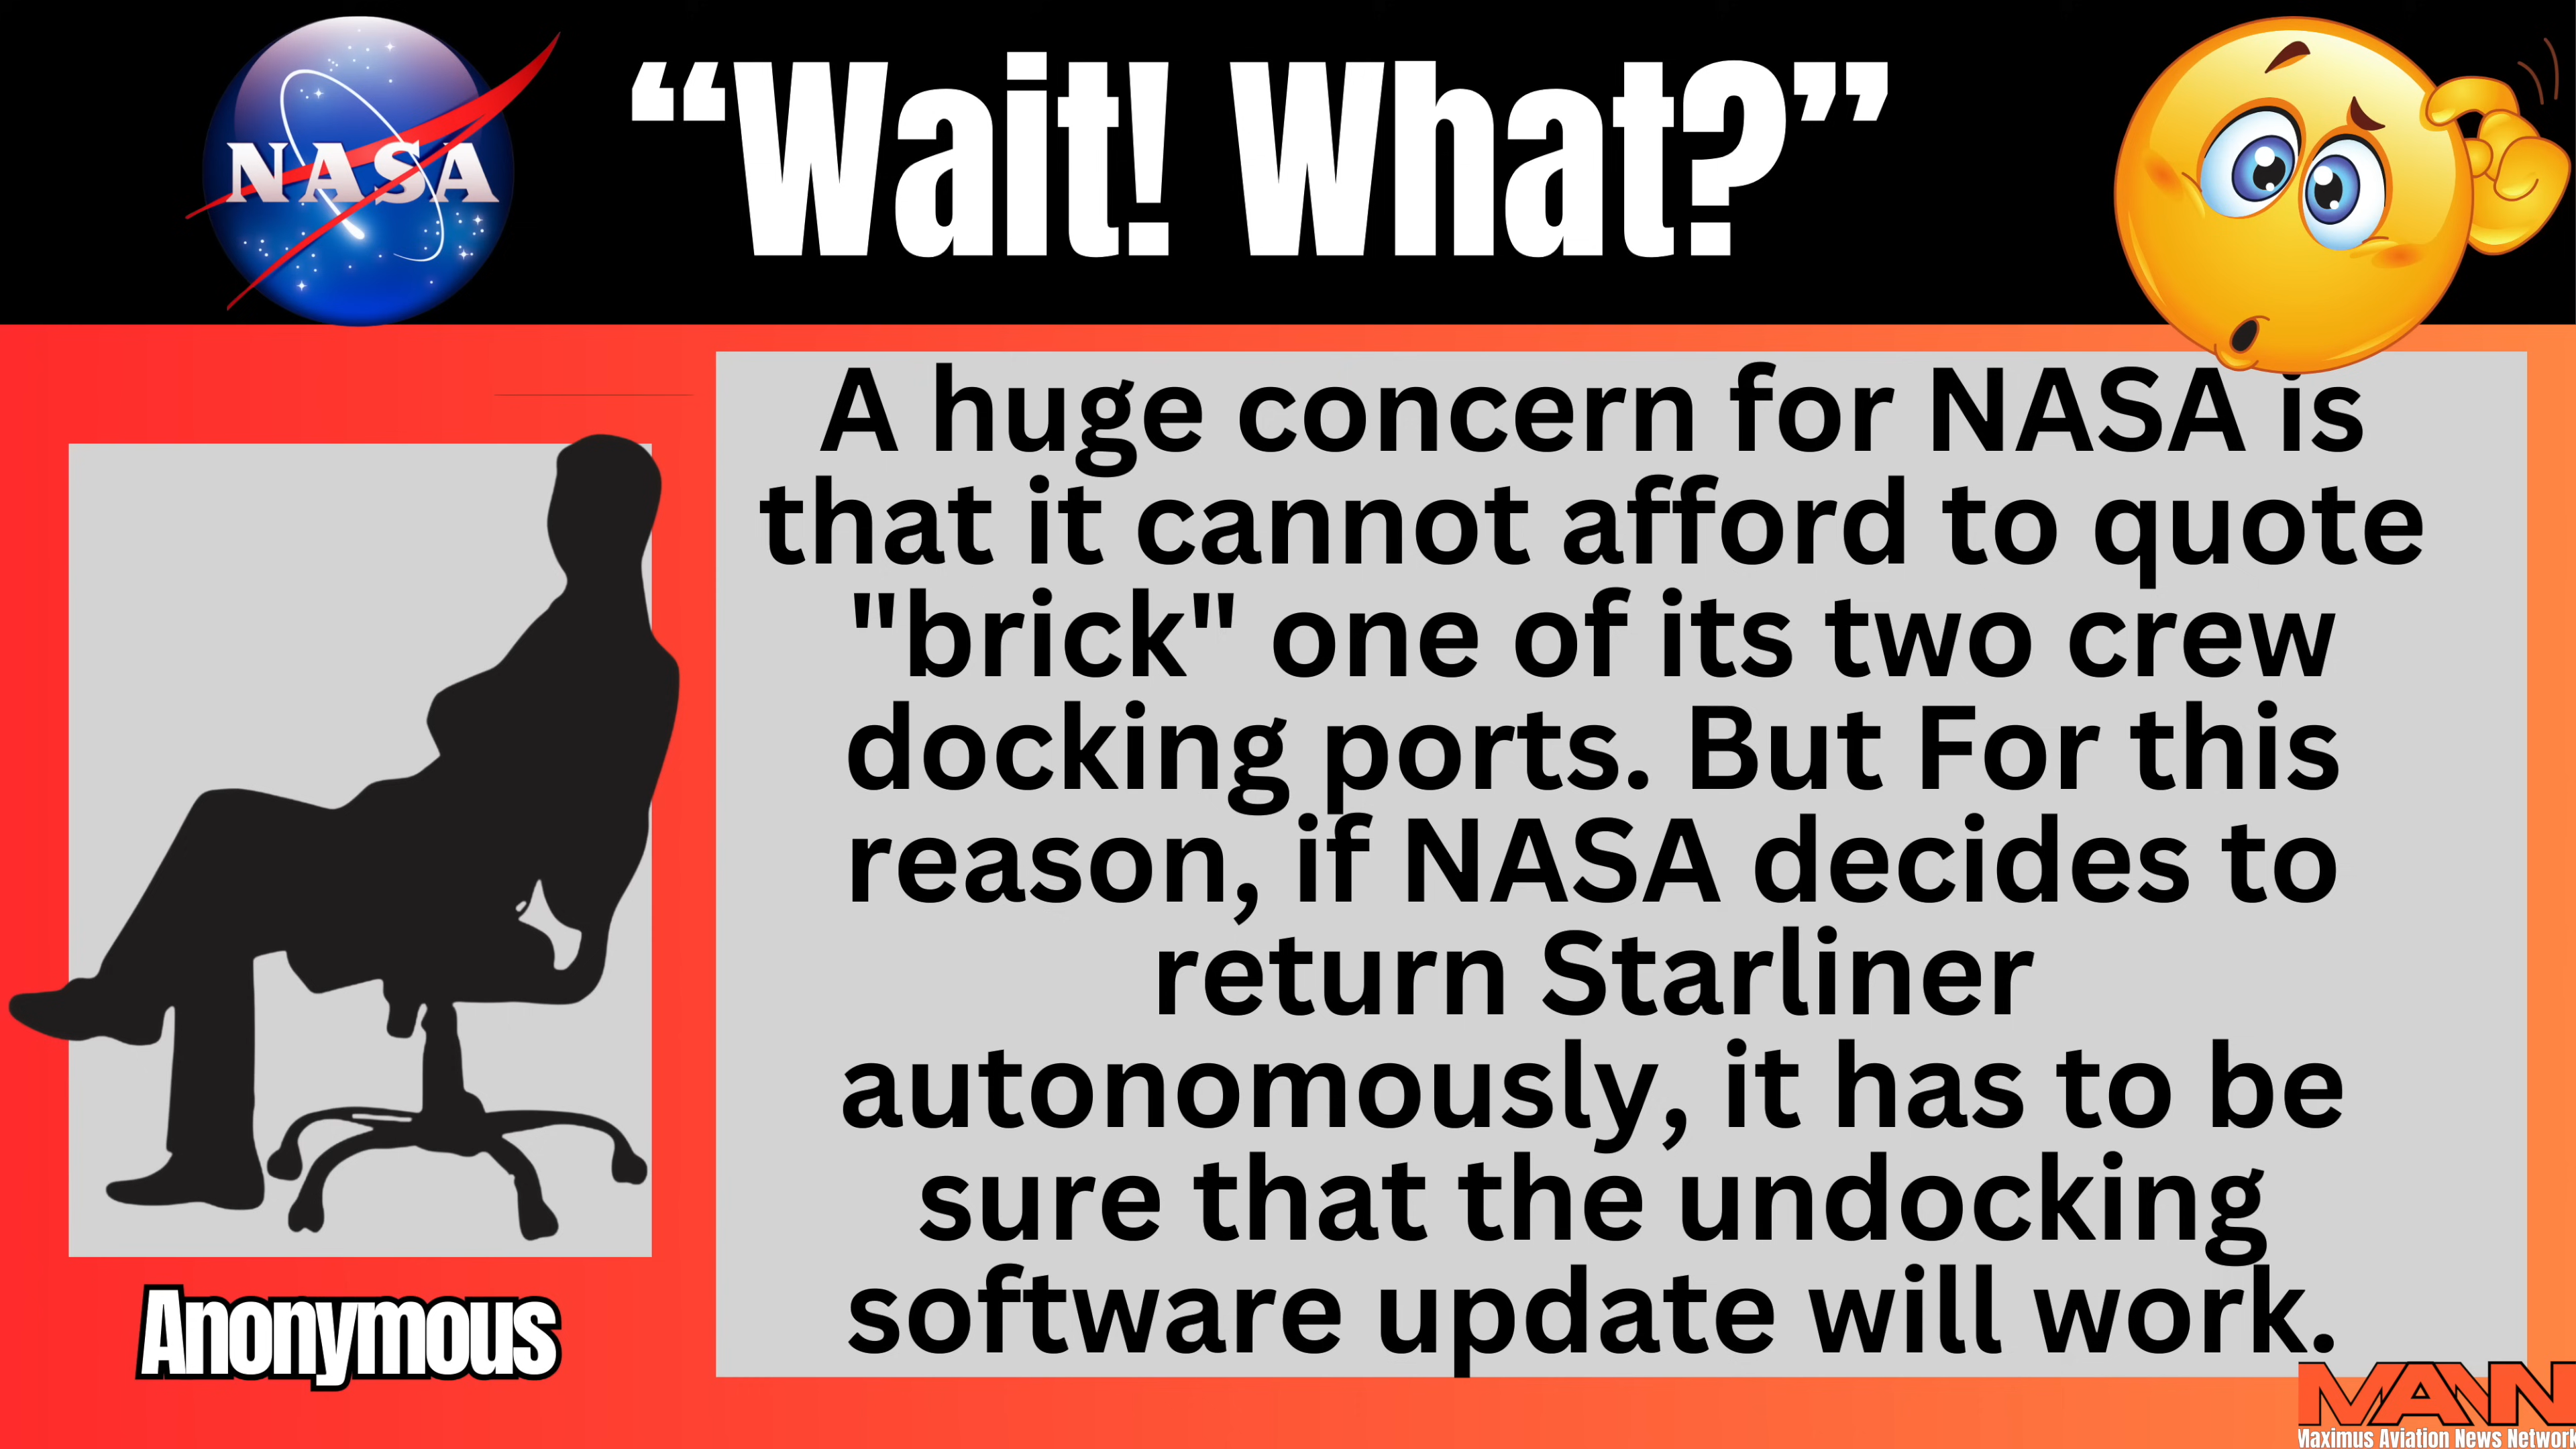 NASA
“Wait! What?”
A huge concern for NASA is
that it cannot afford to quote
"brick" one of its two crew
docking ports. But For this
reason, if NASA decides to
return Starliner
autonomously, it has to be
sure that the undocking
software update will work.
Anonymous
MANN
Maximus Aviation News Network